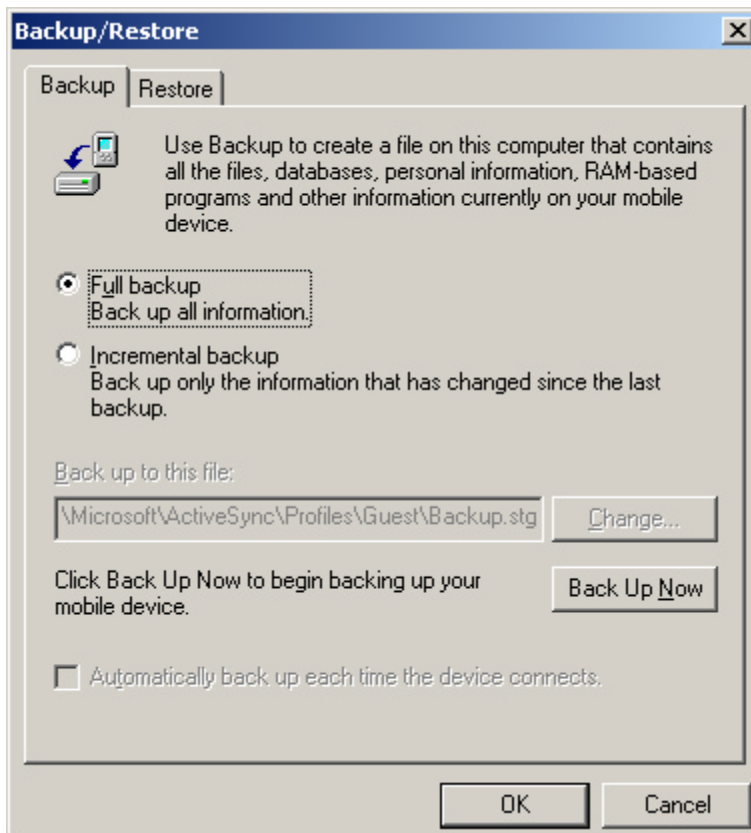 Backup/Restore
Backup
Restore
Use Backup to create a file on this computer that contains
all the files, databases, personal information, RAM-based
programs and other information currently on your mobile
device.
Full backup
Back up all information.
Incremental backup
Back up only the information that has changed since the last
backup.
Back up to this file:
\Microsoft\ActiveSync\Profiles\Guest\Backup.stg
Change...
Click Back Up Now to begin backing up your
mobile device.
Back Up Now
Automatically back up each time the device connects.
OK
Cancel